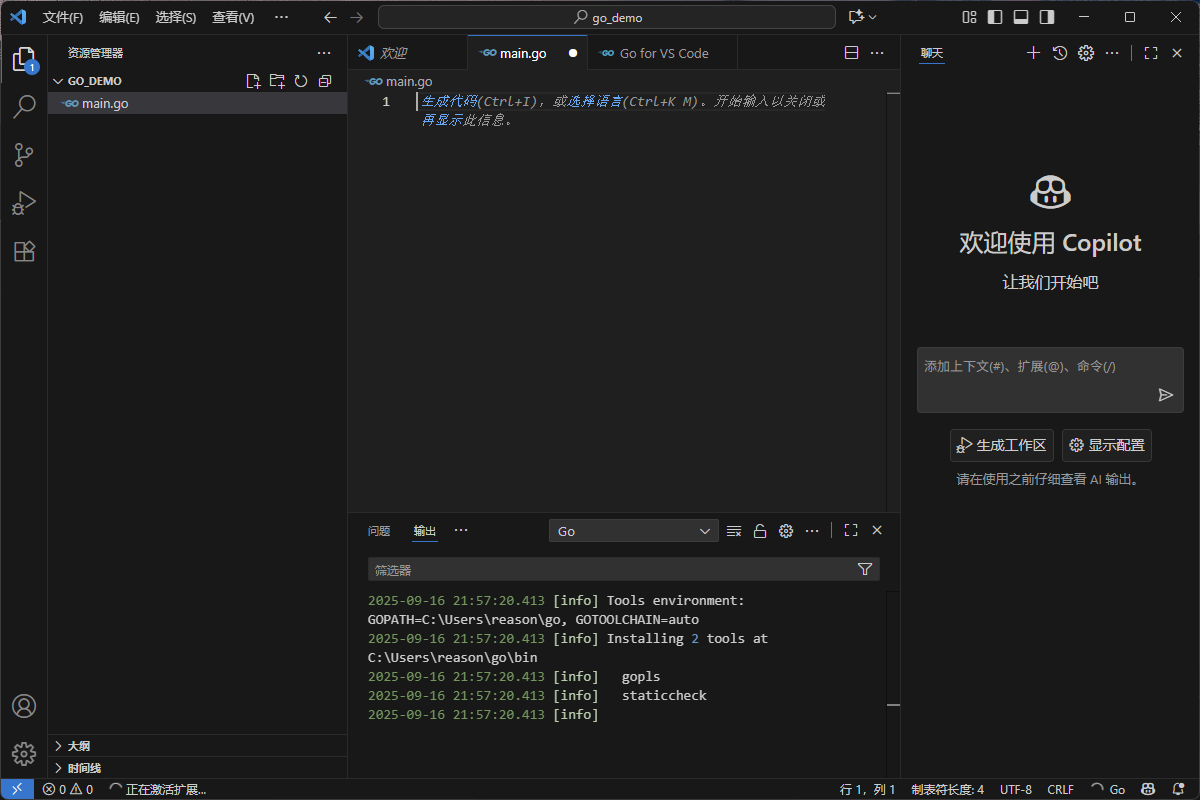 文件(F) 编辑(E) 选择(S) 查看(V) ··· go_demo
资源管理器 ···
GO_DEMO
main.go
大纲
时间线
欢迎 main.go Go for VS Code
main.go
1 生成代码(Ctrl+I)，或选择语言(Ctrl+K M)。开始输入以关闭或
再显示此信息。
问题 输出 ··· Go
筛选器
2025-09-16 21:57:20.413 [info] Tools environment:
GOPATH=C:\Users\reason\go, GOTOOLCHAIN=auto
2025-09-16 21:57:20.413 [info] Installing 2 tools at
C:\Users\reason\go\bin
2025-09-16 21:57:20.413 [info] gopls
2025-09-16 21:57:20.413 [info] staticcheck
2025-09-16 21:57:20.413 [info]
聊天
欢迎使用 Copilot
让我们开始吧
添加上下文(#)、扩展(@)、命令(/)
生成工作区 显示配置
请在使用之前仔细查看 AI 输出。
1
0 0 正在激活扩展... 行 1，列 1 制表符长度: 4 UTF-8 CRLF Go